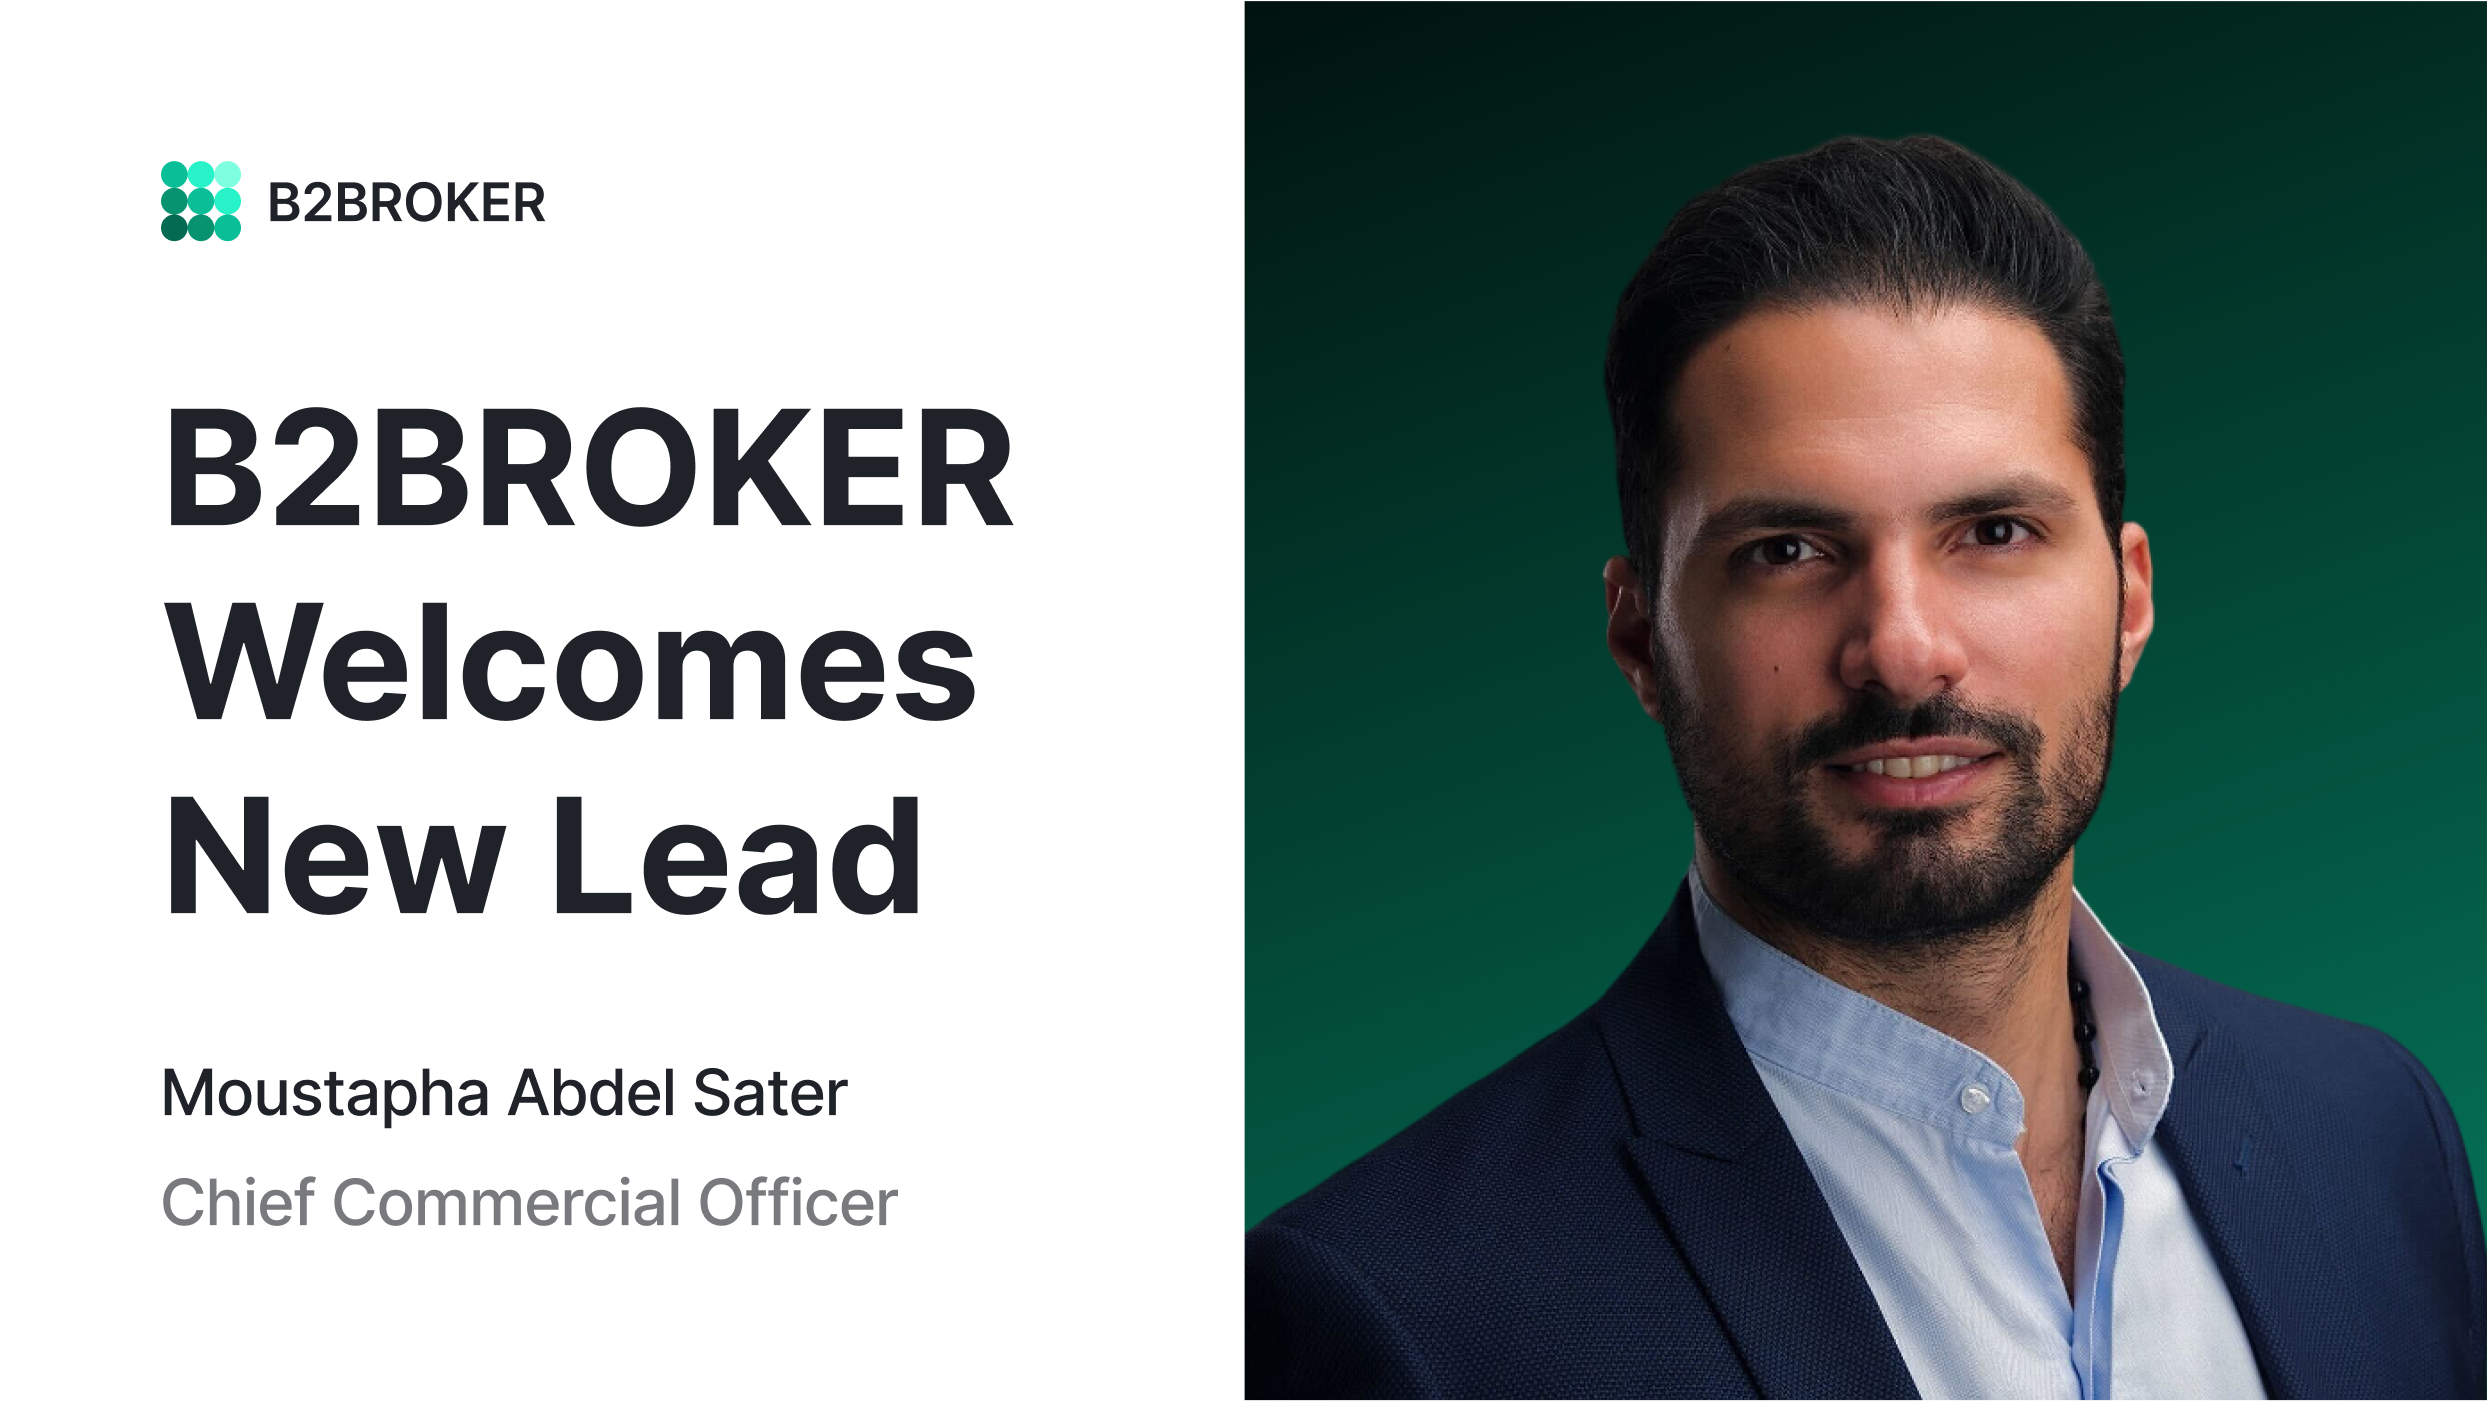 B2BROKER
B2BROKER
Welcomes
New Lead
Moustapha Abdel Sater
Chief Commercial Officer